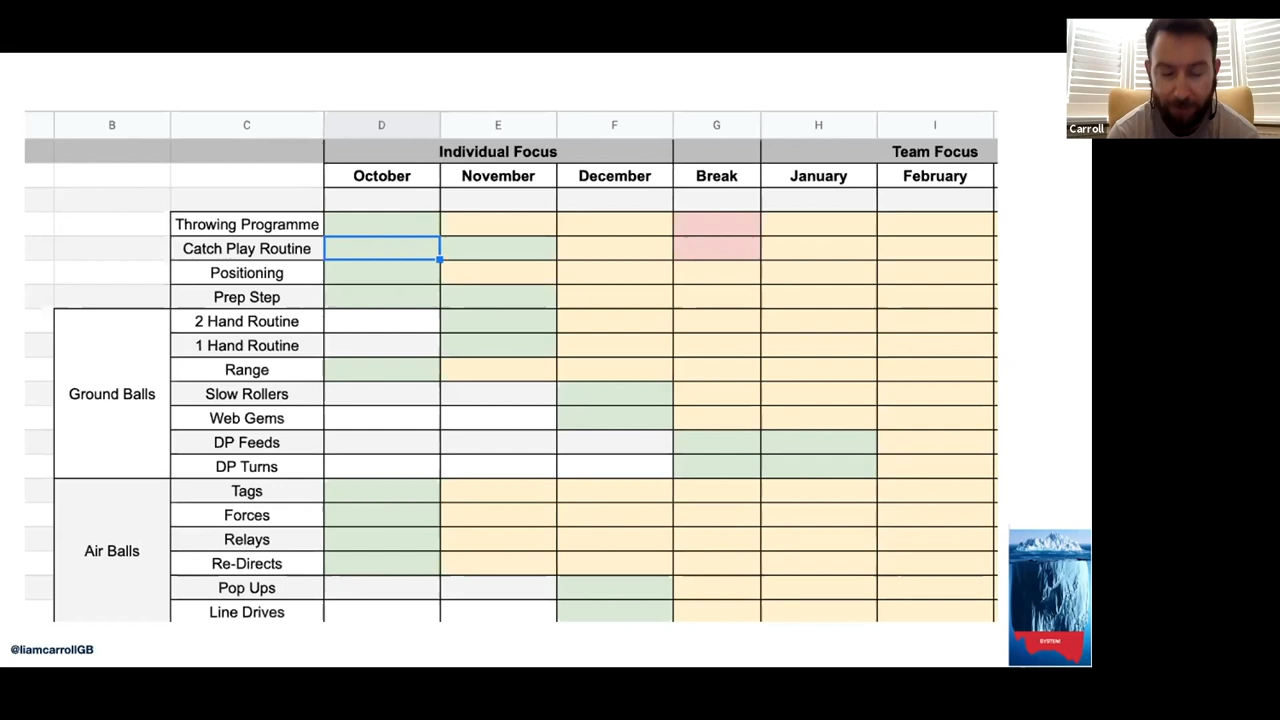 Carroll
B C D E F G H I
Individual Focus Team Focus
October November December Break January February
Throwing Programme
Catch Play Routine
Positioning
Prep Step
2 Hand Routine
1 Hand Routine
Range
Slow Rollers
Ground Balls
Web Gems
DP Feeds
DP Turns
Tags
Forces
Relays
Air Balls
Re-Directs
Pop Ups
Line Drives
SYSTEM
@liamcarrollGB